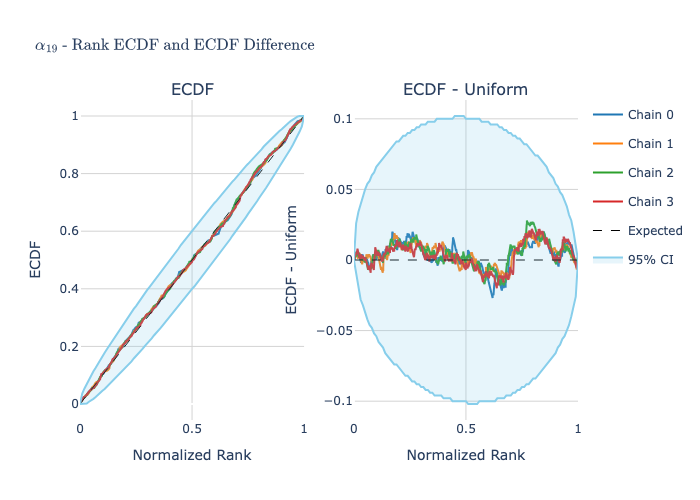 α₁₉ - Rank ECDF and ECDF Difference
ECDF
ECDF - Uniform
ECDF
1
0.8
0.6
0.4
0.2
0
0
0.5
1
Normalized Rank
ECDF - Uniform
0.1
0.05
0
−0.05
−0.1
0
0.5
1
Normalized Rank
Chain 0
Chain 1
Chain 2
Chain 3
Expected
95% CI